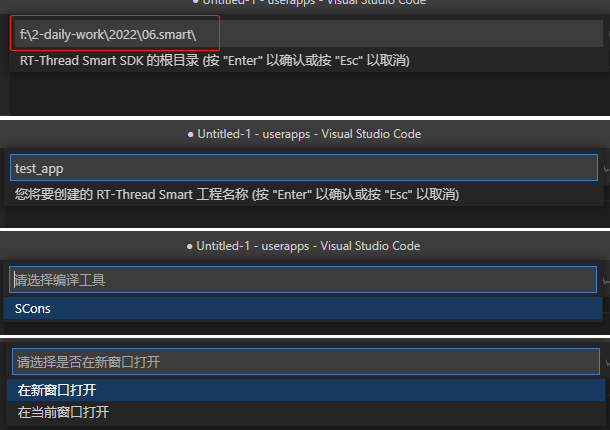 ● Untitled-1 - userapps - Visual Studio Code
f:\2-daily-work\2022\06.smart\
RT-Thread Smart SDK 的根目录 (按 "Enter" 以确认或按 "Esc" 以取消)
● Untitled-1 - userapps - Visual Studio Code
test_app
您将要创建的 RT-Thread Smart 工程名称 (按 "Enter" 以确认或按 "Esc" 以取消)
● Untitled-1 - userapps - Visual Studio Code
请选择编译工具
SCons
请选择是否在新窗口打开
在新窗口打开
在当前窗口打开